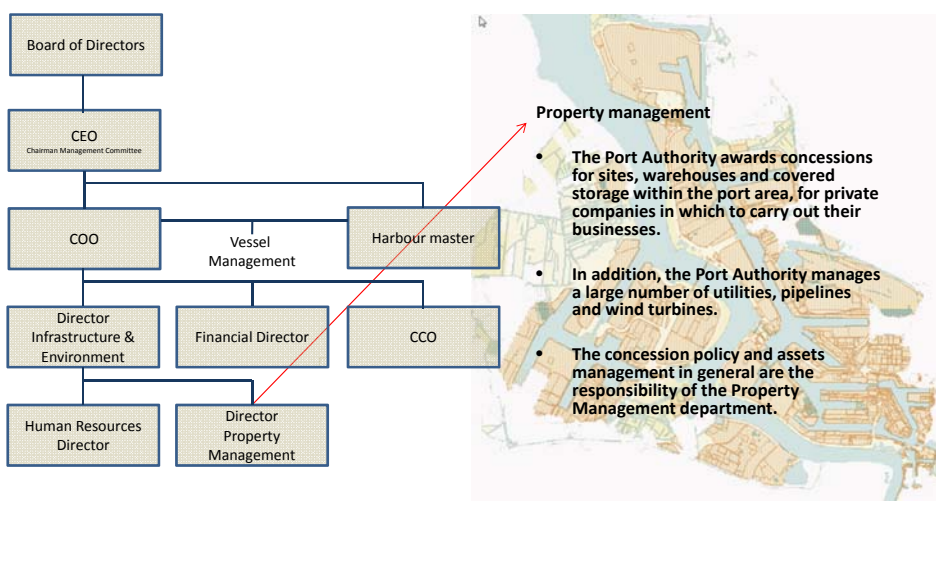 Board of Directors
CEO
Chairman Management Committee
COO
Vessel
Management
Harbour master
Director
Infrastructure &
Environment
Financial Director
CCO
Human Resources
Director
Director
Property
Management
Property management
• The Port Authority awards concessions
for sites, warehouses and covered
storage within the port area, for private
companies in which to carry out their
businesses.
• In addition, the Port Authority manages
a large number of utilities, pipelines
and wind turbines.
• The concession policy and assets
management in general are the
responsibility of the Property
Management department.